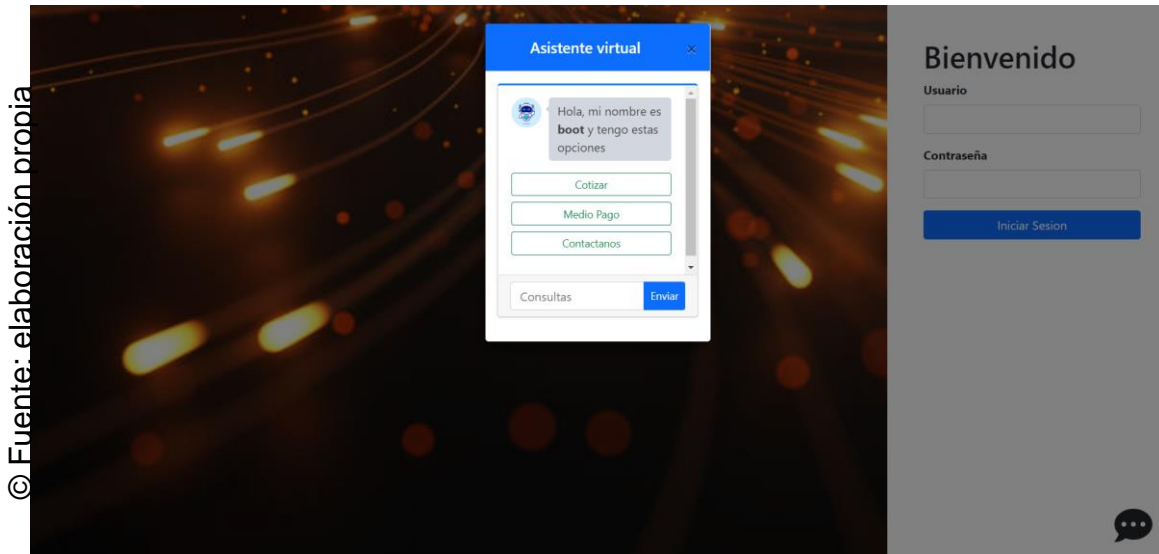 © Fuente: elaboración propia
Asistente virtual ×
Hola, mi nombre es
boot y tengo estas
opciones
Cotizar
Medio Pago
Contactanos
Consultas
Enviar
Bienvenido
Usuario
Contraseña
Iniciar Sesion